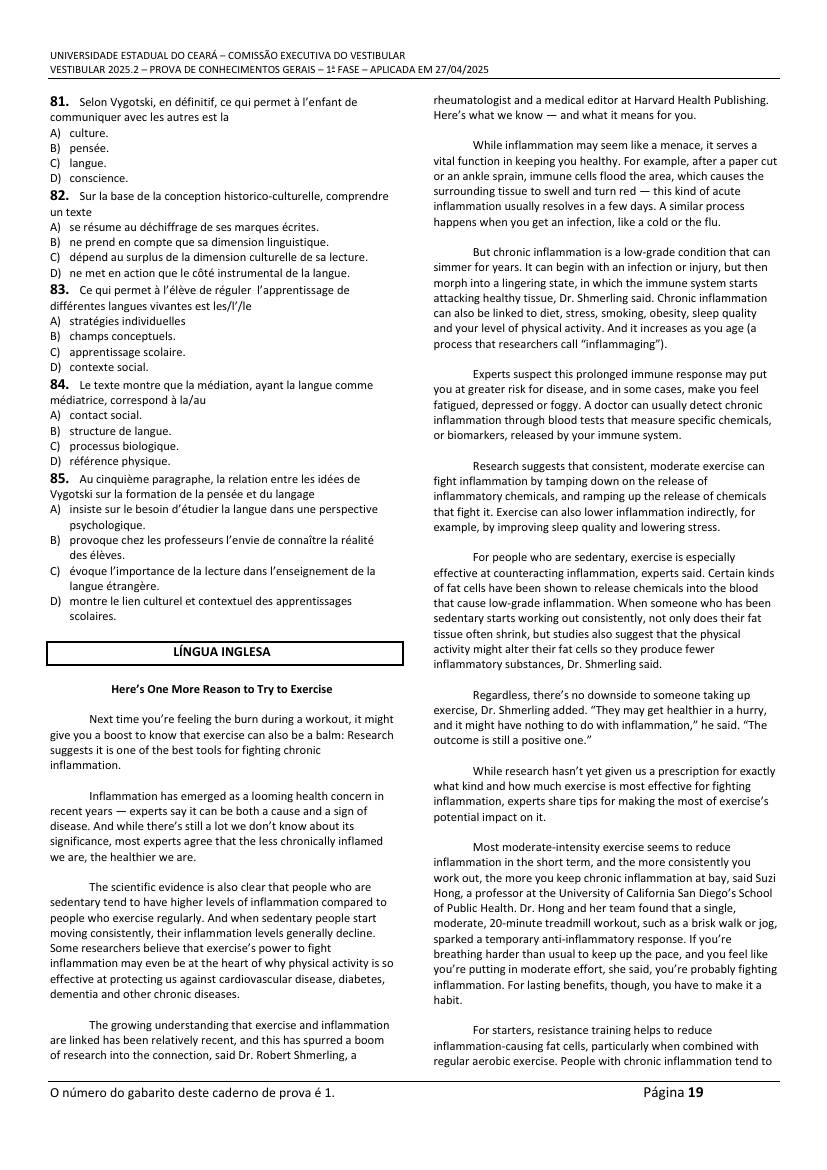 UNIVERSIDADE ESTADUAL DO CEARÁ – COMISSÃO EXECUTIVA DO VESTIBULAR
VESTIBULAR 2025.2 – PROVA DE CONHECIMENTOS GERAIS – 1ª FASE – APLICADA EM 27/04/2025
81. Selon Vygotski, en définitif, ce qui permet à l’enfant de
communiquer avec les autres est la
A) culture.
B) pensée.
C) langue.
D) conscience.
82. Sur la base de la conception historico-culturelle, comprendre
un texte
A) se résume au déchiffrage de ses marques écrites.
B) ne prend en compte que sa dimension linguistique.
C) dépend au surplus de la dimension culturelle de sa lecture.
D) ne met en action que le côté instrumental de la langue.
83. Ce qui permet à l’élève de réguler l’apprentissage de
différentes langues vivantes est les/l’/le
A) stratégies individuelles
B) champs conceptuels.
C) apprentissage scolaire.
D) contexte social.
84. Le texte montre que la médiation, ayant la langue comme
médiatrice, correspond à la/au
A) contact social.
B) structure de langue.
C) processus biologique.
D) référence physique.
85. Au cinquième paragraphe, la relation entre les idées de
Vygotski sur la formation de la pensée et du langage
A) insiste sur le besoin d’étudier la langue dans une perspective
psychologique.
B) provoque chez les professeurs l’envie de connaître la réalité
des élèves.
C) évoque l’importance de la lecture dans l’enseignement de la
langue étrangère.
D) montre le lien culturel et contextuel des apprentissages
scolaires.
LÍNGUA INGLESA
Here’s One More Reason to Try to Exercise
Next time you’re feeling the burn during a workout, it might
give you a boost to know that exercise can also be a balm: Research
suggests it is one of the best tools for fighting chronic
inflammation.
Inflammation has emerged as a looming health concern in
recent years — experts say it can be both a cause and a sign of
disease. And while there’s still a lot we don’t know about its
significance, most experts agree that the less chronically inflamed
we are, the healthier we are.
The scientific evidence is also clear that people who are
sedentary tend to have higher levels of inflammation compared to
people who exercise regularly. And when sedentary people start
moving consistently, their inflammation levels generally decline.
Some researchers believe that exercise’s power to fight
inflammation may even be at the heart of why physical activity is so
effective at protecting us against cardiovascular disease, diabetes,
dementia and other chronic diseases.
The growing understanding that exercise and inflammation
are linked has been relatively recent, and this has spurred a boom
of research into the connection, said Dr. Robert Shmerling, a
rheumatologist and a medical editor at Harvard Health Publishing.
Here’s what we know — and what it means for you.
While inflammation may seem like a menace, it serves a
vital function in keeping you healthy. For example, after a paper cut
or an ankle sprain, immune cells flood the area, which causes the
surrounding tissue to swell and turn red — this kind of acute
inflammation usually resolves in a few days. A similar process
happens when you get an infection, like a cold or the flu.
But chronic inflammation is a low-grade condition that can
simmer for years. It can begin with an infection or injury, but then
morph into a lingering state, in which the immune system starts
attacking healthy tissue, Dr. Shmerling said. Chronic inflammation
can also be linked to diet, stress, smoking, obesity, sleep quality
and your level of physical activity. And it increases as you age (a
process that researchers call “inflammaging”).
Experts suspect this prolonged immune response may put
you at greater risk for disease, and in some cases, make you feel
fatigued, depressed or foggy. A doctor can usually detect chronic
inflammation through blood tests that measure specific chemicals,
or biomarkers, released by your immune system.
Research suggests that consistent, moderate exercise can
fight inflammation by tamping down on the release of
inflammatory chemicals, and ramping up the release of chemicals
that fight it. Exercise can also lower inflammation indirectly, for
example, by improving sleep quality and lowering stress.
For people who are sedentary, exercise is especially
effective at counteracting inflammation, experts said. Certain kinds
of fat cells have been shown to release chemicals into the blood
that cause low-grade inflammation. When someone who has been
sedentary starts working out consistently, not only does their fat
tissue often shrink, but studies also suggest that the physical
activity might alter their fat cells so they produce fewer
inflammatory substances, Dr. Shmerling said.
Regardless, there’s no downside to someone taking up
exercise, Dr. Shmerling added. “They may get healthier in a hurry,
and it might have nothing to do with inflammation,” he said. “The
outcome is still a positive one.”
While research hasn’t yet given us a prescription for exactly
what kind and how much exercise is most effective for fighting
inflammation, experts share tips for making the most of exercise’s
potential impact on it.
Most moderate-intensity exercise seems to reduce
inflammation in the short term, and the more consistently you
work out, the more you keep chronic inflammation at bay, said Suzi
Hong, a professor at the University of California San Diego’s School
of Public Health. Dr. Hong and her team found that a single,
moderate, 20-minute treadmill workout, such as a brisk walk or jog,
sparked a temporary anti-inflammatory response. If you’re
breathing harder than usual to keep up the pace, and you feel like
you’re putting in moderate effort, she said, you’re probably fighting
inflammation. For lasting benefits, though, you have to make it a
habit.
For starters, resistance training helps to reduce
inflammation-causing fat cells, particularly when combined with
regular aerobic exercise. People with chronic inflammation tend to
O número do gabarito deste caderno de prova é 1.
Página 19